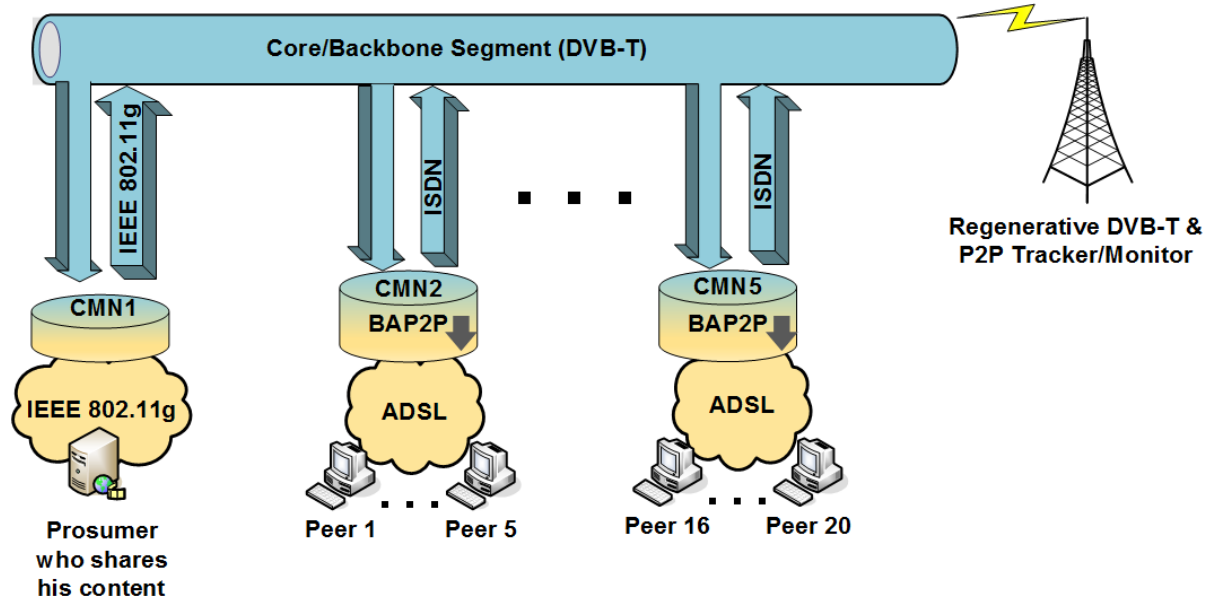 Core/Backbone Segment (DVB-T)
IEEE 802.11g
ISDN
ISDN
Regenerative DVB-T &
P2P Tracker/Monitor
CMN1
CMN2
BAP2P
CMN5
BAP2P
IEEE 802.11g
ADSL
ADSL
Peer 1
Peer 5
Peer 16
Peer 20
Prosumer
who shares
his content